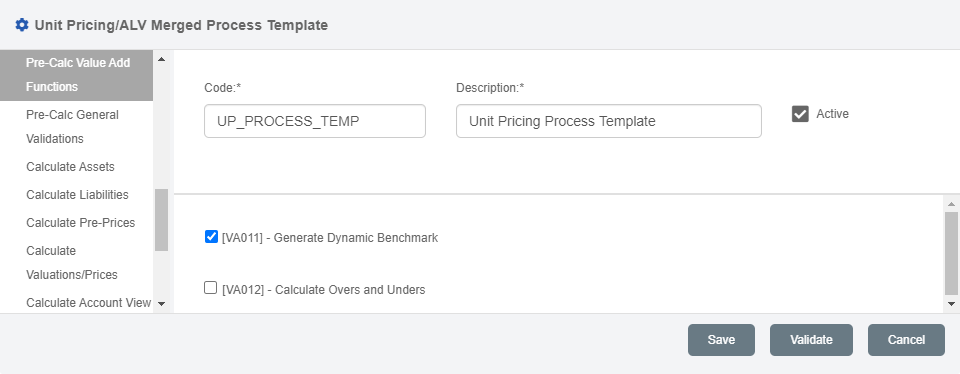 Unit Pricing/ALV Merged Process Template
Pre-Calc Value Add
Functions
Pre-Calc General
Validations
Calculate Assets
Calculate Liabilities
Calculate Pre-Prices
Calculate
Valuations/Prices
Calculate Account View
Code:*
Description:*
UP_PROCESS_TEMP
Unit Pricing Process Template
Active
[VA011] - Generate Dynamic Benchmark
[VA012] - Calculate Overs and Unders
Save
Validate
Cancel